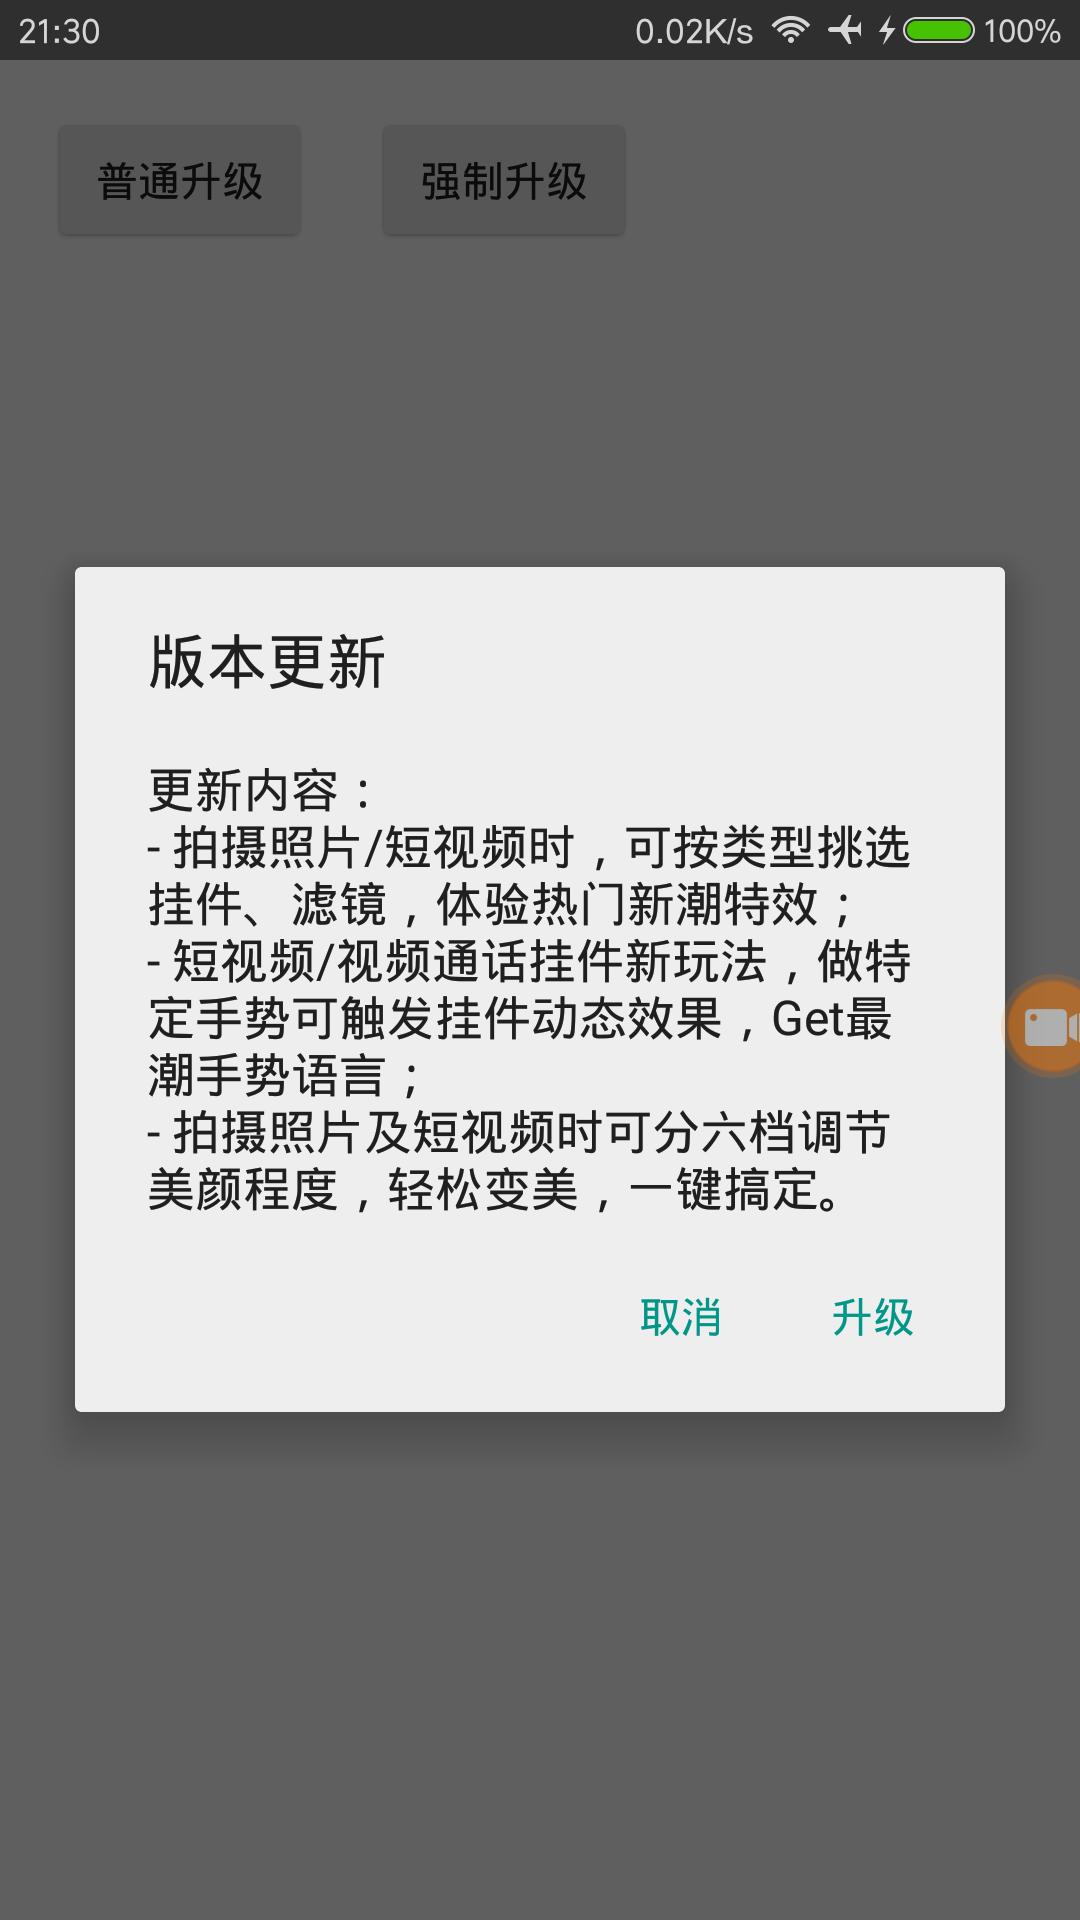 21:30 0.02K/s 100%
普通升级 强制升级
版本更新
更新内容：
- 拍摄照片/短视频时，可按类型挑选
挂件、滤镜，体验热门新潮特效；
- 短视频/视频通话挂件新玩法，做特
定手势可触发挂件动态效果，Get最
潮手势语言；
- 拍摄照片及短视频时可分六档调节
美颜程度，轻松变美，一键搞定。
取消 升级